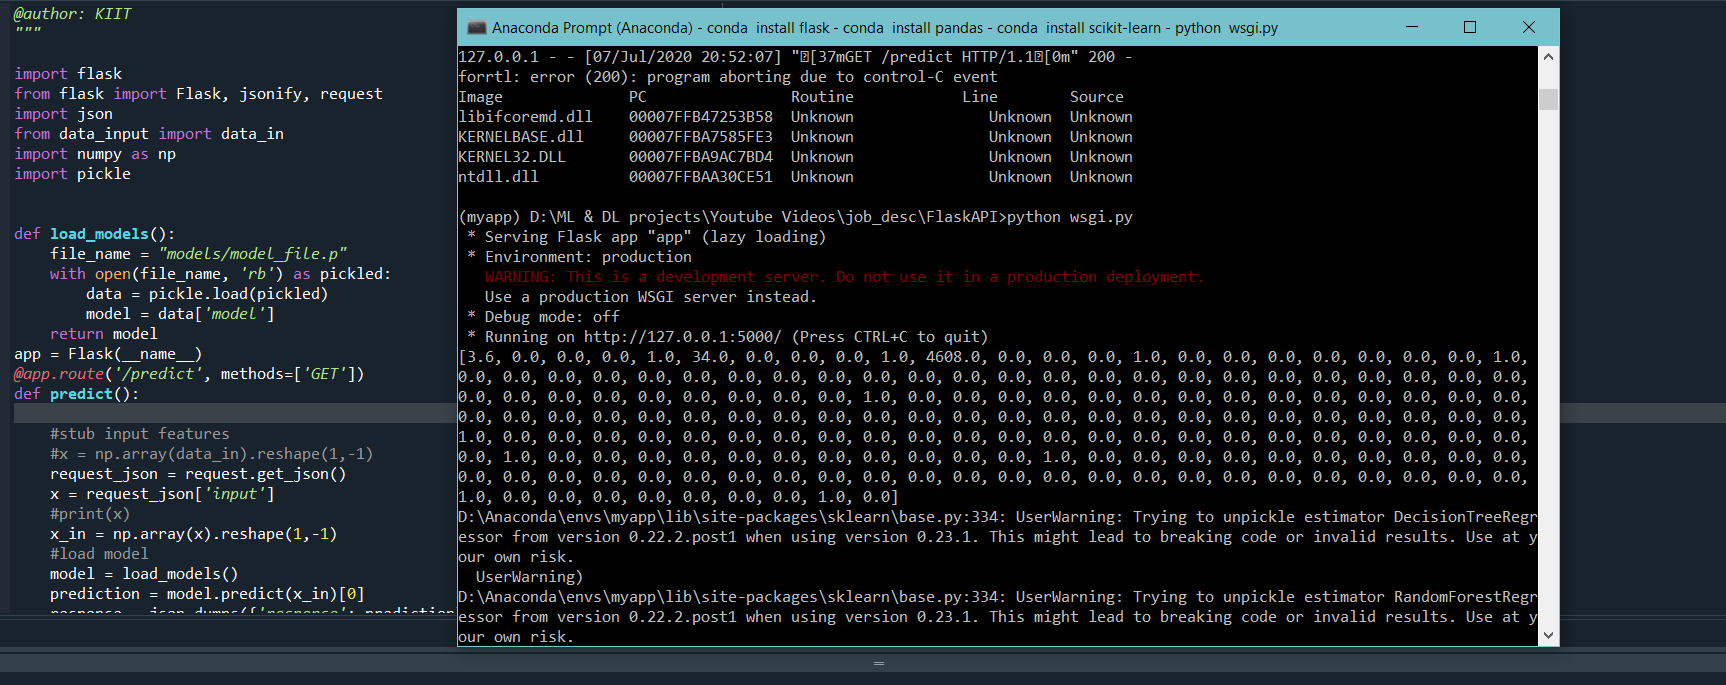 @author: KIIT
"""
import flask
from flask import Flask, jsonify, request
import json
from data_input import data_in
import numpy as np
import pickle
def load_models():
file_name = "models/model_file.p"
with open(file_name, 'rb') as pickled:
data = pickle.load(pickled)
model = data['model']
return model
app = Flask(__name__)
@app.route('/predict', methods=['GET'])
def predict():
#stub input features
#x = np.array(data_in).reshape(1,-1)
request_json = request.get_json()
x = request_json['input']
#print(x)
x_in = np.array(x).reshape(1,-1)
#load model
model = load_models()
prediction = model.predict(x_in)[0]
response = json.dumps({'response': prediction
Anaconda Prompt (Anaconda) - conda  install flask - conda  install pandas - conda  install scikit-learn - python  wsgi.py
127.0.0.1 - - [07/Jul/2020 20:52:07] "[37mGET /predict HTTP/1.1[0m" 200 -
forrtl: error (200): program aborting due to control-C event
Image PC Routine Line Source
libifcoremd.dll 00007FFB47253B58 Unknown Unknown Unknown
KERNELBASE.dll 00007FFBA7585FE3 Unknown Unknown Unknown
KERNEL32.DLL 00007FFBA9AC7BD4 Unknown Unknown Unknown
ntdll.dll 00007FFBAA30CE51 Unknown Unknown Unknown
(myapp) D:\ML & DL projects\Youtube Videos\job_desc\FlaskAPI>python wsgi.py
* Serving Flask app "app" (lazy loading)
* Environment: production
WARNING: This is a development server. Do not use it in a production deployment.
Use a production WSGI server instead.
* Debug mode: off
* Running on http://127.0.0.1:5000/ (Press CTRL+C to quit)
[3.6, 0.0, 0.0, 0.0, 1.0, 34.0, 0.0, 0.0, 0.0, 1.0, 4608.0, 0.0, 0.0, 0.0, 1.0, 0.0, 0.0, 0.0, 0.0, 0.0, 0.0, 0.0, 1.0,
0.0, 0.0, 0.0, 0.0, 0.0, 0.0, 0.0, 0.0, 0.0, 0.0, 0.0, 0.0, 0.0, 0.0, 0.0, 0.0, 0.0, 0.0, 0.0, 0.0, 0.0, 0.0, 0.0, 0.0,
0.0, 0.0, 0.0, 0.0, 0.0, 0.0, 0.0, 0.0, 0.0, 1.0, 0.0, 0.0, 0.0, 0.0, 0.0, 0.0, 0.0, 0.0, 0.0, 0.0, 0.0, 0.0, 0.0, 0.0,
0.0, 0.0, 0.0, 0.0, 0.0, 0.0, 0.0, 0.0, 0.0, 0.0, 0.0, 0.0, 0.0, 0.0, 0.0, 0.0, 0.0, 0.0, 0.0, 0.0, 0.0, 0.0, 0.0, 0.0,
1.0, 0.0, 0.0, 0.0, 0.0, 0.0, 0.0, 0.0, 0.0, 0.0, 0.0, 0.0, 0.0, 0.0, 0.0, 0.0, 0.0, 0.0, 0.0, 0.0, 0.0, 0.0, 0.0, 0.0,
0.0, 1.0, 0.0, 0.0, 0.0, 0.0, 0.0, 0.0, 0.0, 0.0, 0.0, 0.0, 0.0, 1.0, 0.0, 0.0, 0.0, 0.0, 0.0, 0.0, 0.0, 0.0, 0.0, 0.0,
0.0, 0.0, 0.0, 0.0, 0.0, 0.0, 0.0, 0.0, 0.0, 0.0, 0.0, 0.0, 0.0, 0.0, 0.0, 0.0, 0.0, 0.0, 0.0, 0.0, 0.0, 0.0, 0.0, 0.0,
1.0, 0.0, 0.0, 0.0, 0.0, 0.0, 0.0, 0.0, 1.0, 0.0]
D:\Anaconda\envs\myapp\lib\site-packages\sklearn\base.py:334: UserWarning: Trying to unpickle estimator DecisionTreeRegr
essor from version 0.22.2.post1 when using version 0.23.1. This might lead to breaking code or invalid results. Use at y
our own risk.
UserWarning)
D:\Anaconda\envs\myapp\lib\site-packages\sklearn\base.py:334: UserWarning: Trying to unpickle estimator RandomForestRegr
essor from version 0.22.2.post1 when using version 0.23.1. This might lead to breaking code or invalid results. Use at y
our own risk.